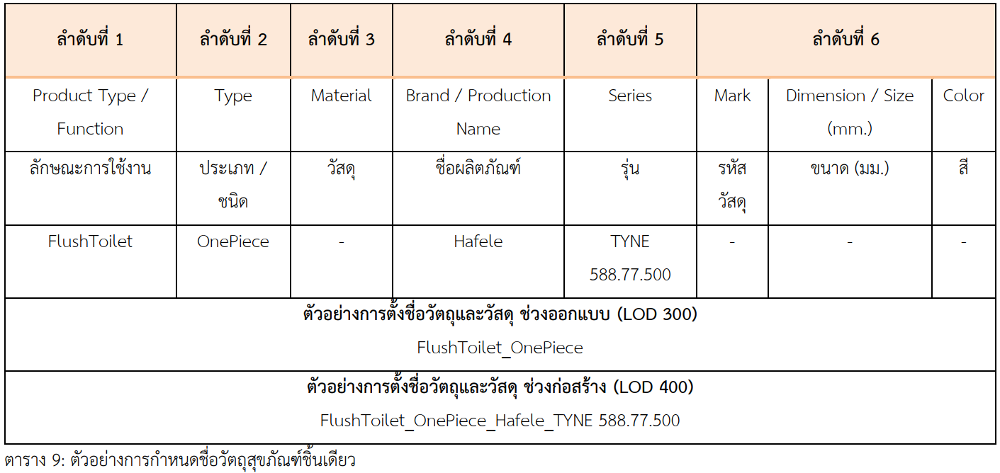 ลำดับที่ 1 ลำดับที่ 2 ลำดับที่ 3 ลำดับที่ 4 ลำดับที่ 5 ลำดับที่ 6
Product Type / Type Material Brand / Production Series Mark Dimension / Size Color
Function Name (mm.)
ลักษณะการใช้งาน ประเภท / วัสดุ ชื่อผลิตภัณฑ์ รุ่น รหัส ขนาด (มม.) สี
ชนิด วัสดุ
FlushToilet OnePiece - Hafele TYNE - - -
588.77.500
ตัวอย่างการตั้งชื่อวัตถุและวัสดุ ช่วงออกแบบ (LOD 300)
FlushToilet_OnePiece
ตัวอย่างการตั้งชื่อวัตถุและวัสดุ ช่วงก่อสร้าง (LOD 400)
FlushToilet_OnePiece_Hafele_TYNE 588.77.500
ตาราง 9: ตัวอย่างการกำหนดชื่อวัตถุสุขภัณฑ์ชิ้นเดียว